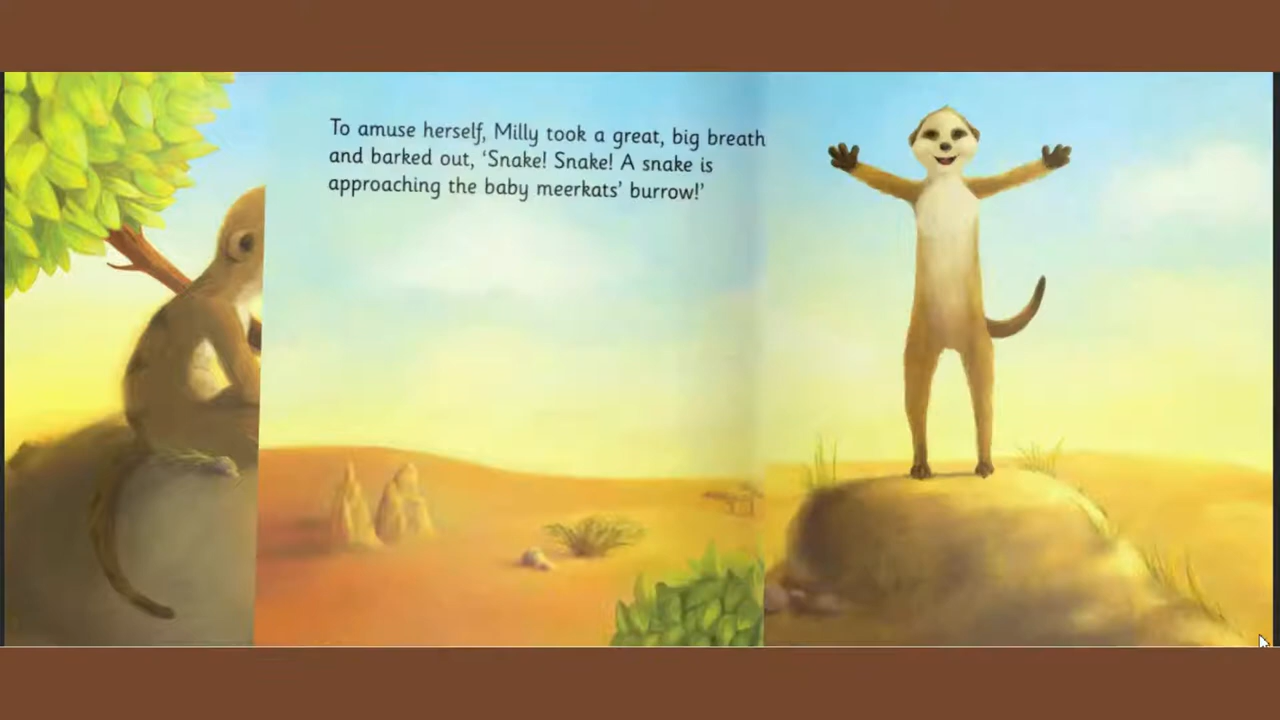 To amuse herself, Milly took a great, big breath
and barked out, ‘Snake! Snake! A snake is
approaching the baby meerkats’ burrow!’